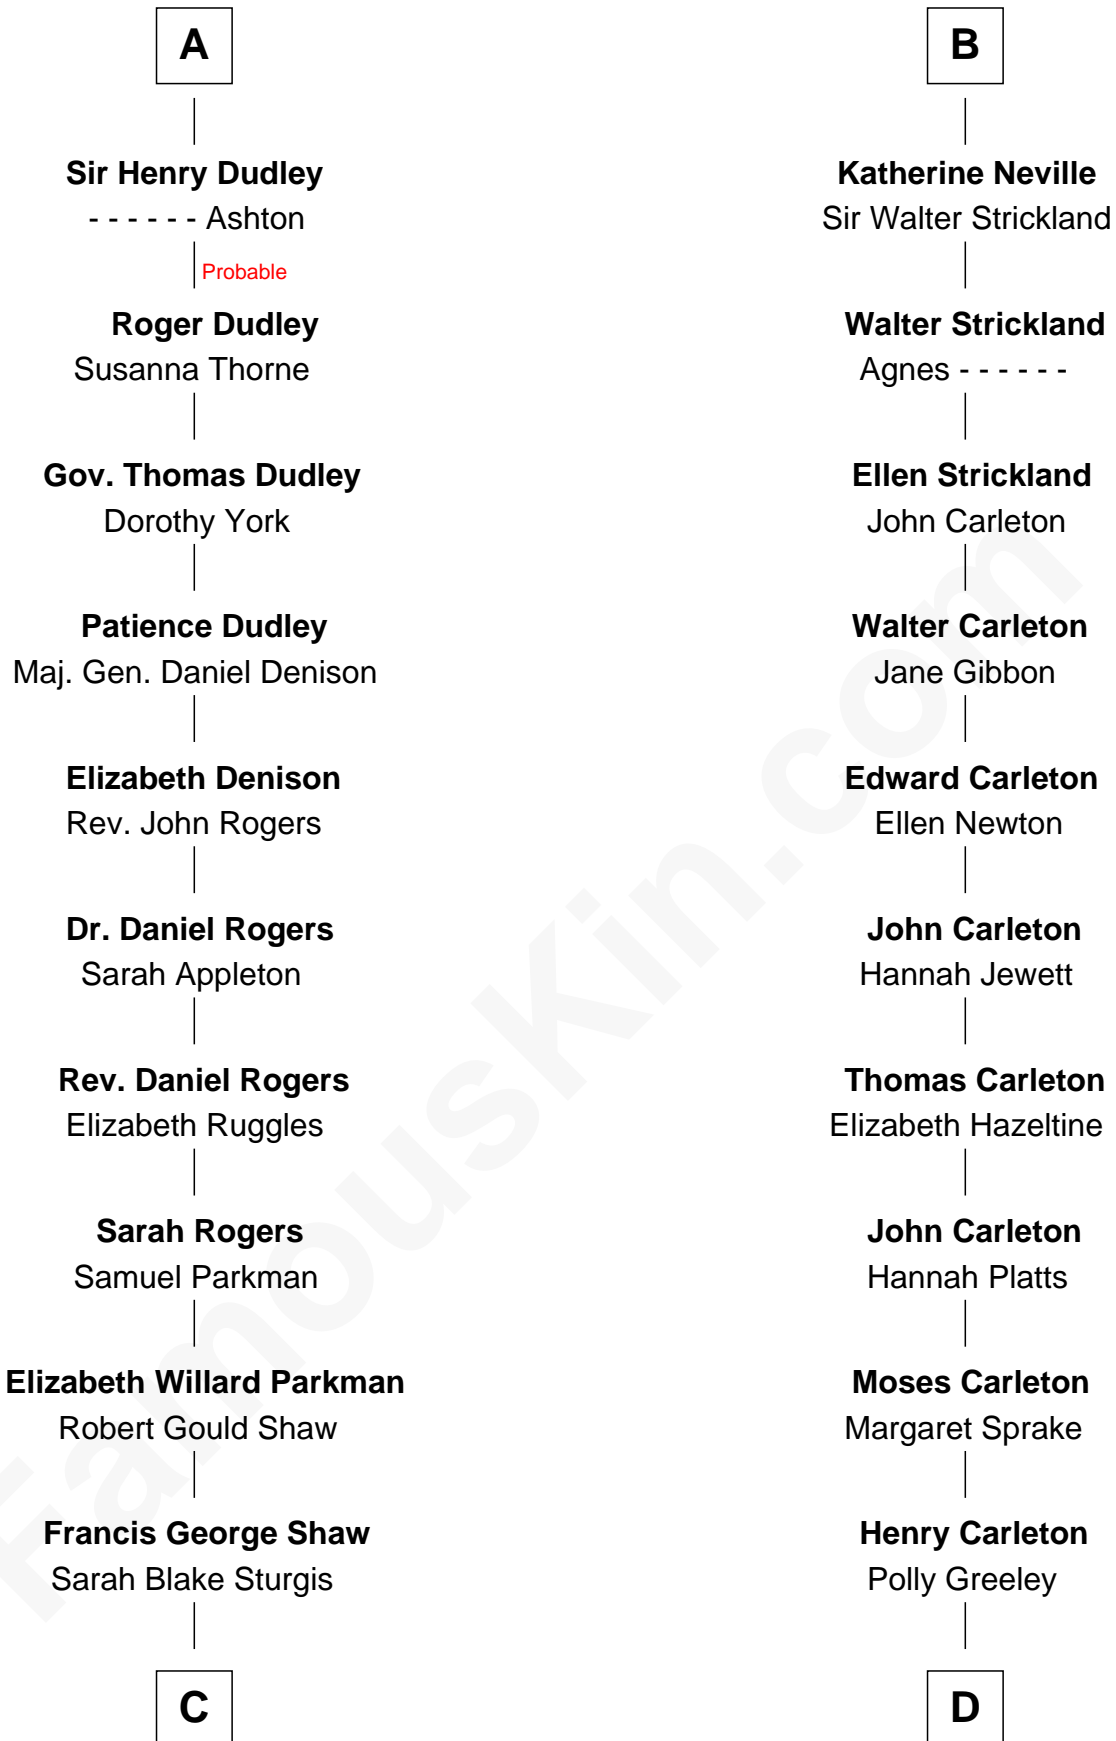 A
Sir Henry Dudley
- - - - - - Ashton
Probable
Roger Dudley
Susanna Thorne
Gov. Thomas Dudley
Dorothy York
Patience Dudley
Maj. Gen. Daniel Denison
Elizabeth Denison
Rev. John Rogers
Dr. Daniel Rogers
Sarah Appleton
Rev. Daniel Rogers
Elizabeth Ruggles
Sarah Rogers
Samuel Parkman
Elizabeth Willard Parkman
Robert Gould Shaw
Francis George Shaw
Sarah Blake Sturgis
C
B
Katherine Neville
Sir Walter Strickland
Walter Strickland
Agnes - - - - - -
Ellen Strickland
John Carleton
Walter Carleton
Jane Gibbon
Edward Carleton
Ellen Newton
John Carleton
Hannah Jewett
Thomas Carleton
Elizabeth Hazeltine
John Carleton
Hannah Platts
Moses Carleton
Margaret Sprake
Henry Carleton
Polly Greeley
D
FamousKin.com